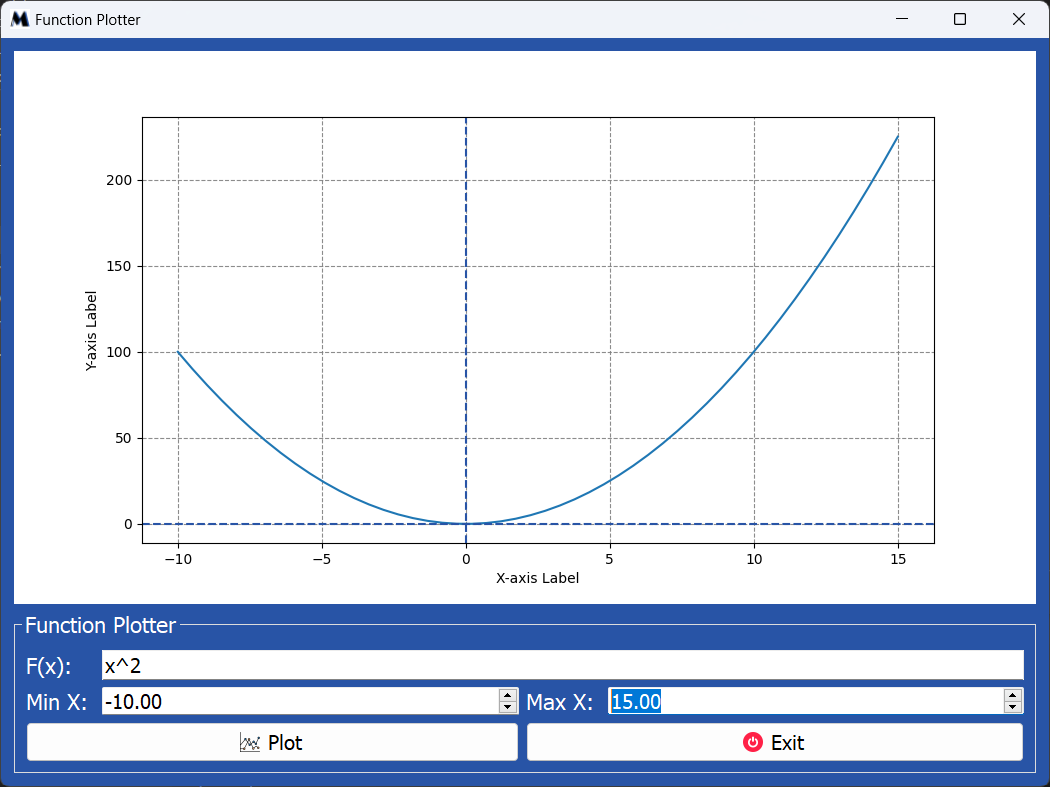 Function Plotter
200
150
100
50
0
Y-axis Label
−10 −5 0 5 10 15
X-axis Label
Function Plotter
F(x): x^2
Min X: -10.00 Max X: 15.00
Plot Exit